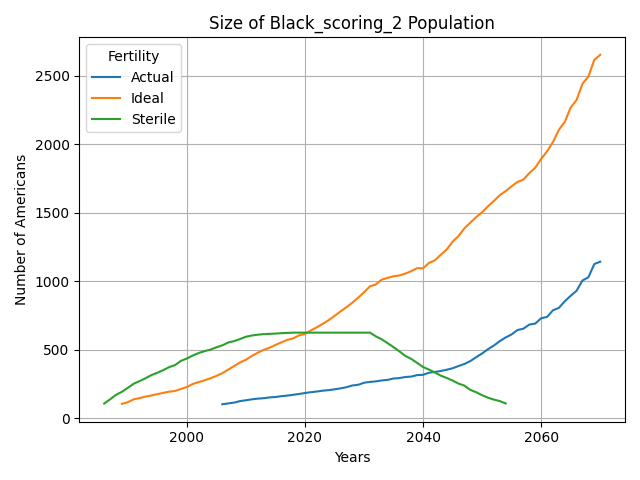 Size of Black_scoring_2 Population
Fertility
Actual
Ideal
Sterile
Number of Americans
2500
2000
1500
1000
500
0
2000
2020
2040
2060
Years